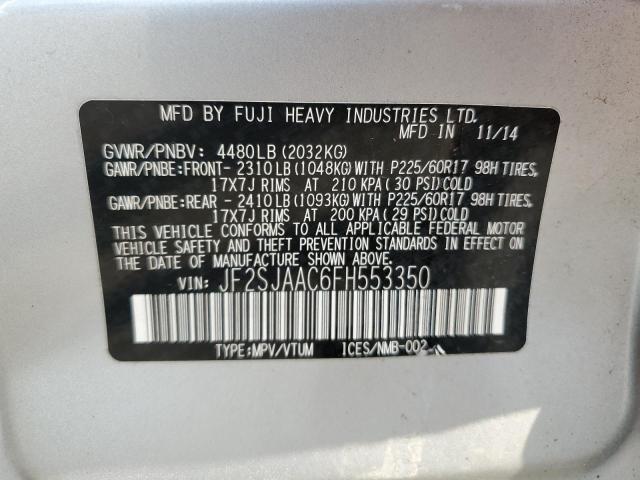 MFD BY FUJI HEAVY INDUSTRIES LTD.
MFD IN 11/14
GVWR/PNBV: 4480LB (2032KG)
GAWR/PNBE:FRONT- 2310LB (1048KG) WITH P225/60R17 98H TIRES,
17X7J RIMS AT 210 KPA (30 PSI) COLD
GAWR/PNBE:REAR - 2410LB (1093KG) WITH P225/60R17 98H TIRES,
17X7J RIMS AT 200 KPA (29 PSI) COLD
THIS VEHICLE CONFORMS TO ALL APPLICABLE FEDERAL MOTOR
VEHICLE SAFETY AND THEFT PREVENTION STANDARDS IN EFFECT
ON THE DATE OF MANUFACTURE SHOWN ABOVE.
VIN: JF2SJAAC6FH553350
TYPE:MPV/VTUM ICES/NMB-002